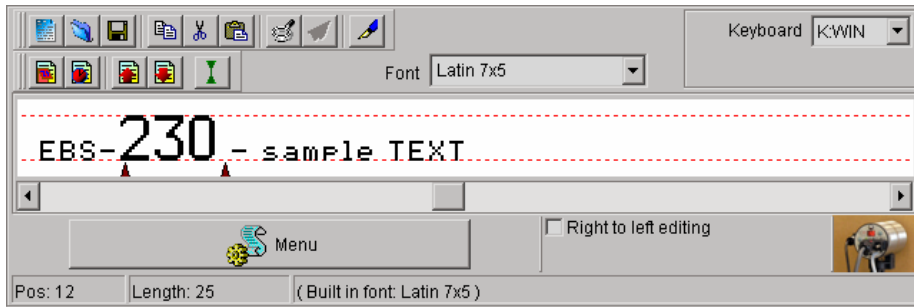 Keyboard K:WIN
Font Latin 7x5
EBS-230 - sample TEXT
Menu
Right to left editing
Pos: 12 Length: 25 ( Built in font: Latin 7x5 )